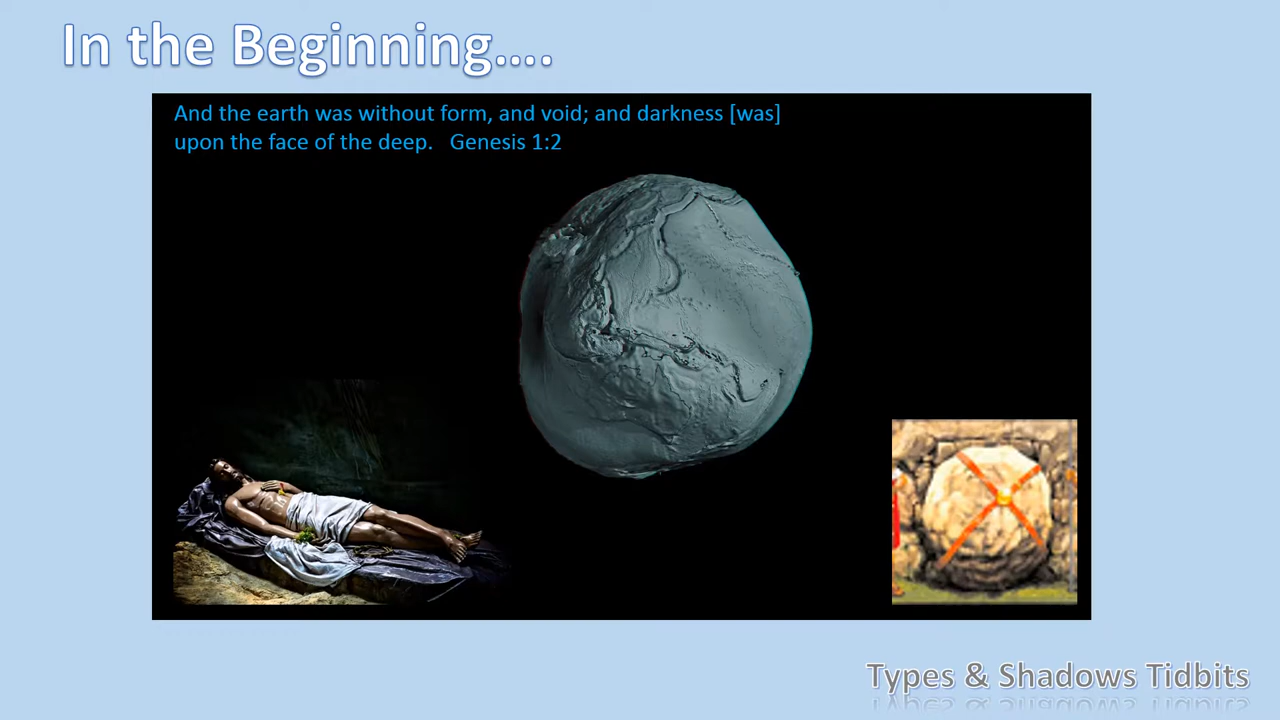 In the Beginning....
And the earth was without form, and void; and darkness [was]
upon the face of the deep.   Genesis 1:2
Types & Shadows Tidbits